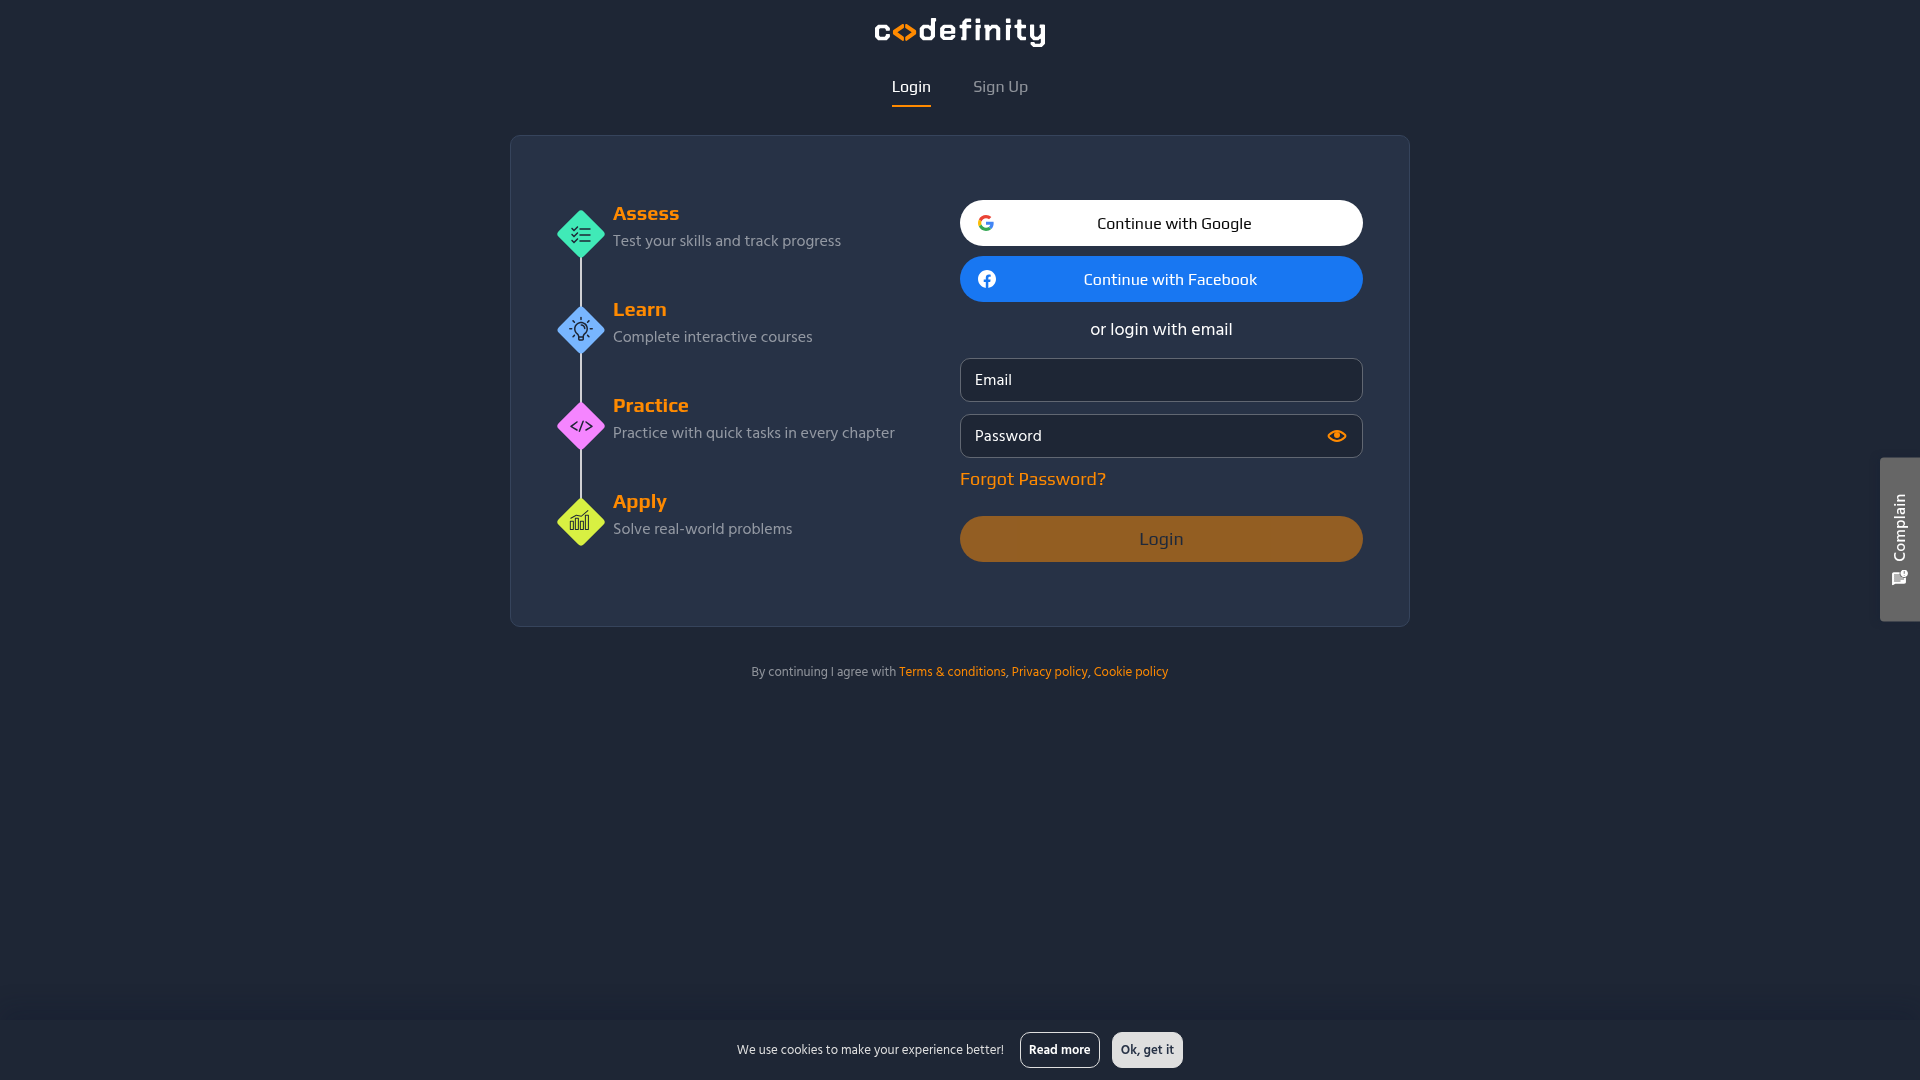 codefinity
Login
Sign Up
Assess
Test your skills and track progress
Learn
Complete interactive courses
Practice
Practice with quick tasks in every chapter
Apply
Solve real-world problems
Continue with Google
Continue with Facebook
or login with email
Email
Password
Forgot Password?
Login
Complain
By continuing I agree with Terms & conditions, Privacy policy, Cookie policy
We use cookies to make your experience better!
Read more
Ok, get it